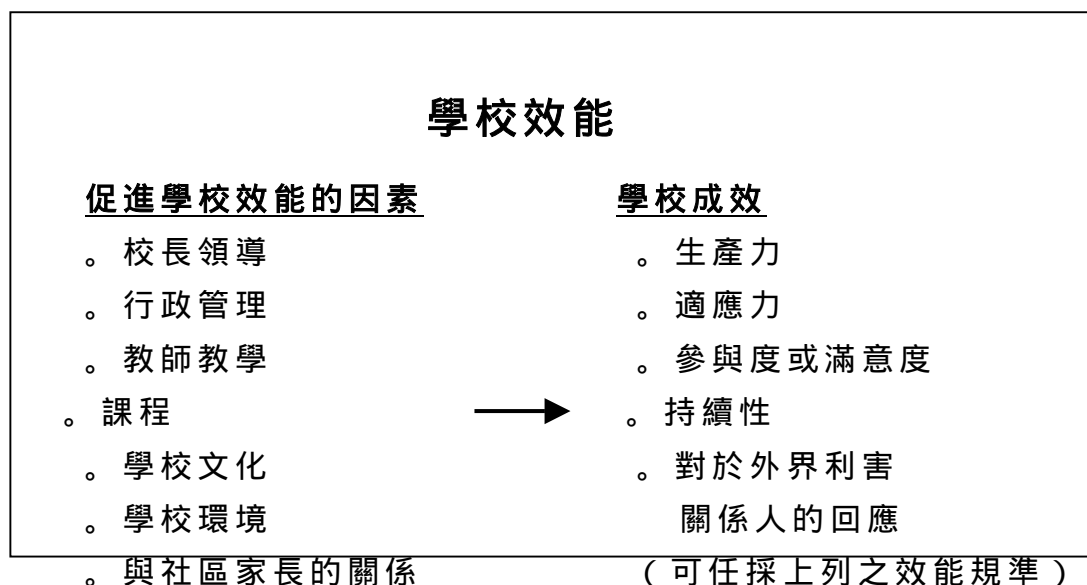 學校效能
促進學校效能的因素
。校長領導
。行政管理
。教師教學
。課程
。學校文化
。學校環境
。與社區家長的關係
學校成效
。生產力
。適應力
。參與度或滿意度
。持續性
。對於外界利害
關係人的回應
（可任採上列之效能規準）